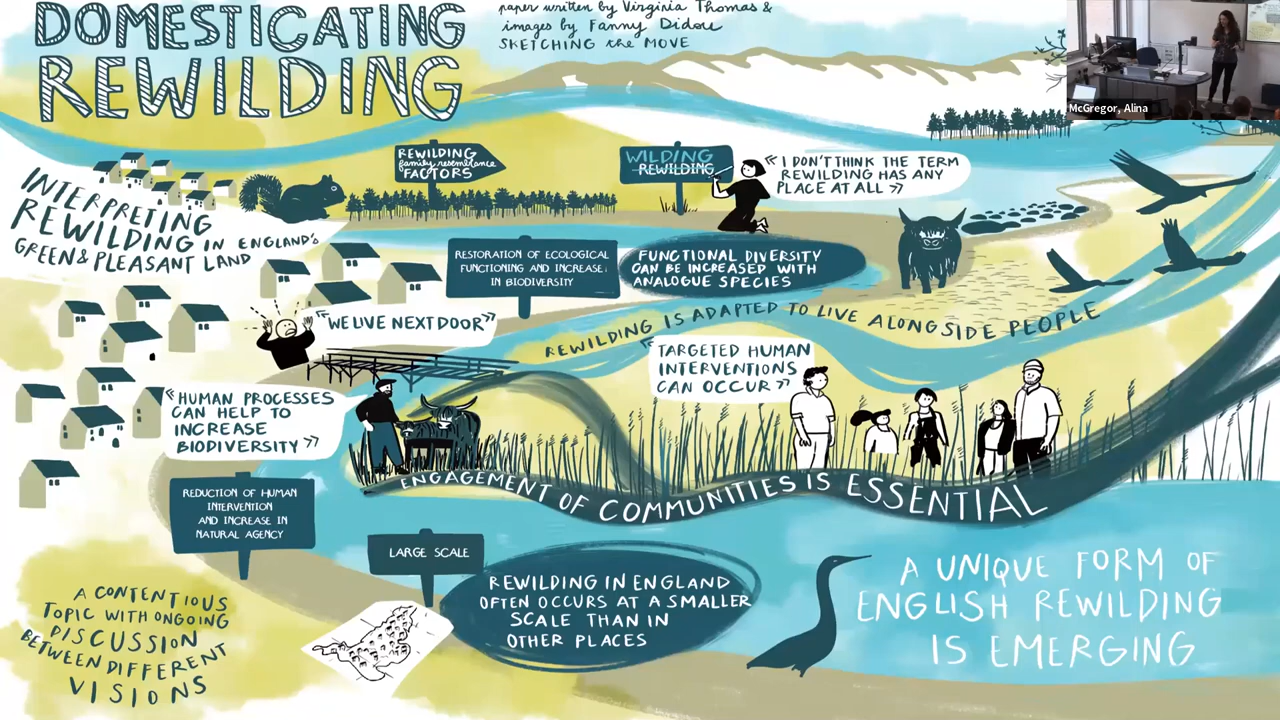 DOMESTICATING
REWILDING
paper written by Virginia Thomas &
images by Fanny Didou
SKETCHING the MOVE
McGregor, Alina
INTERPRETING
REWILDING IN ENGLAND'S
GREEN & PLEASANT LAND
REWILDING
family resemblance
FACTORS
WILDING
REWILDING
"I DON'T THINK THE TERM
REWILDING HAS ANY
PLACE AT ALL"
RESTORATION OF ECOLOGICAL
FUNCTIONING AND INCREASE
IN BIODIVERSITY
FUNCTIONAL DIVERSITY
CAN BE INCREASED WITH
ANALOGUE SPECIES
"WE LIVE NEXT DOOR"
REWILDING IS ADAPTED TO LIVE ALONGSIDE PEOPLE
"TARGETED HUMAN
INTERVENTIONS
CAN OCCUR"
"HUMAN PROCESSES
CAN HELP TO
INCREASE
BIODIVERSITY"
ENGAGEMENT OF COMMUNITIES IS ESSENTIAL
REDUCTION OF HUMAN
INTERVENTION
AND INCREASE IN
NATURAL AGENCY
LARGE SCALE
REWILDING IN ENGLAND
OFTEN OCCURS AT A SMALLER
SCALE THAN IN
OTHER PLACES
A CONTENTIOUS
TOPIC WITH ONGOING
DISCUSSION
BETWEEN DIFFERENT
VISIONS
A UNIQUE FORM OF
ENGLISH REWILDING
IS EMERGING